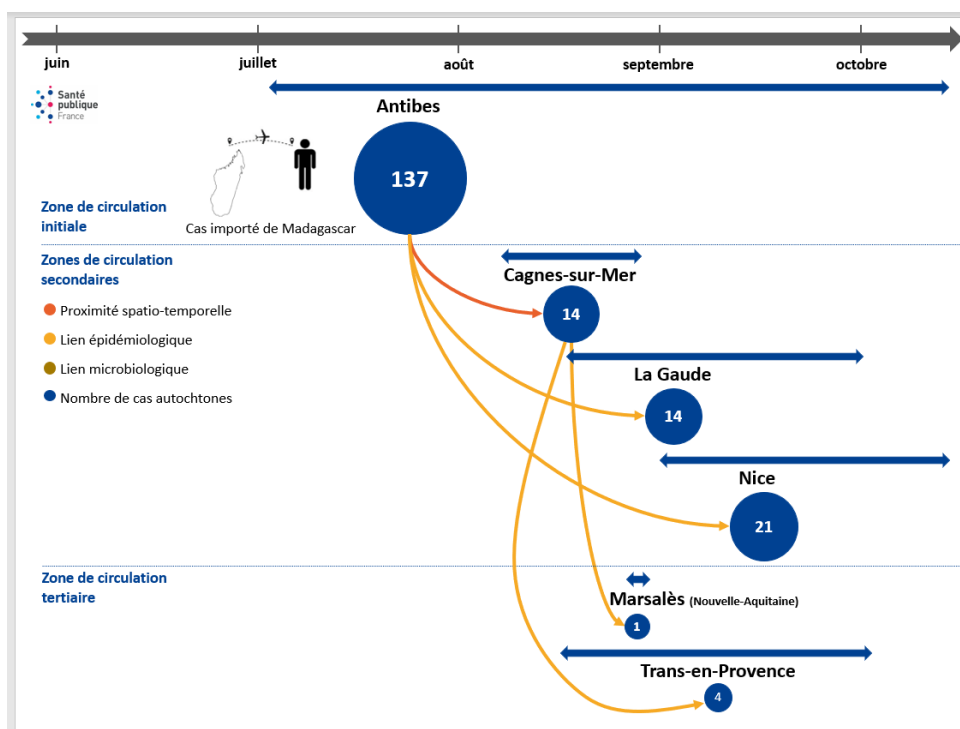 juin juillet août septembre octobre
Santé
publique
France
Antibes
137
Zone de circulation
initiale
Cas importé de Madagascar
Zones de circulation
secondaires
Proximité spatio-temporelle
Lien épidémiologique
Lien microbiologique
Nombre de cas autochtones
Cagnes-sur-Mer
14
La Gaude
14
Nice
21
Zone de circulation
tertiaire
Marsalès (Nouvelle-Aquitaine)
1
Trans-en-Provence
4